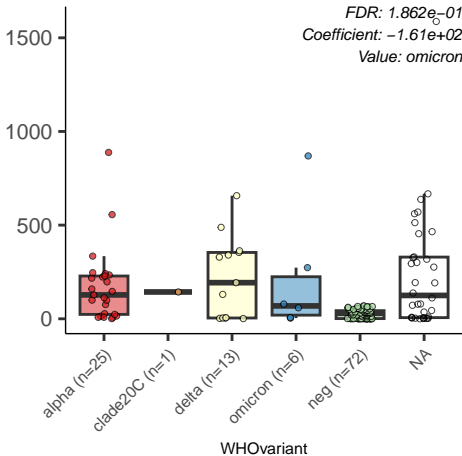 FDR: 1.862e−01
Coefficient: −1.61e+02
Value: omicron
1500
1000
500
0
alpha (n=25)
clade20C (n=1)
delta (n=13)
omicron (n=6)
neg (n=72)
NA
WHOvariant